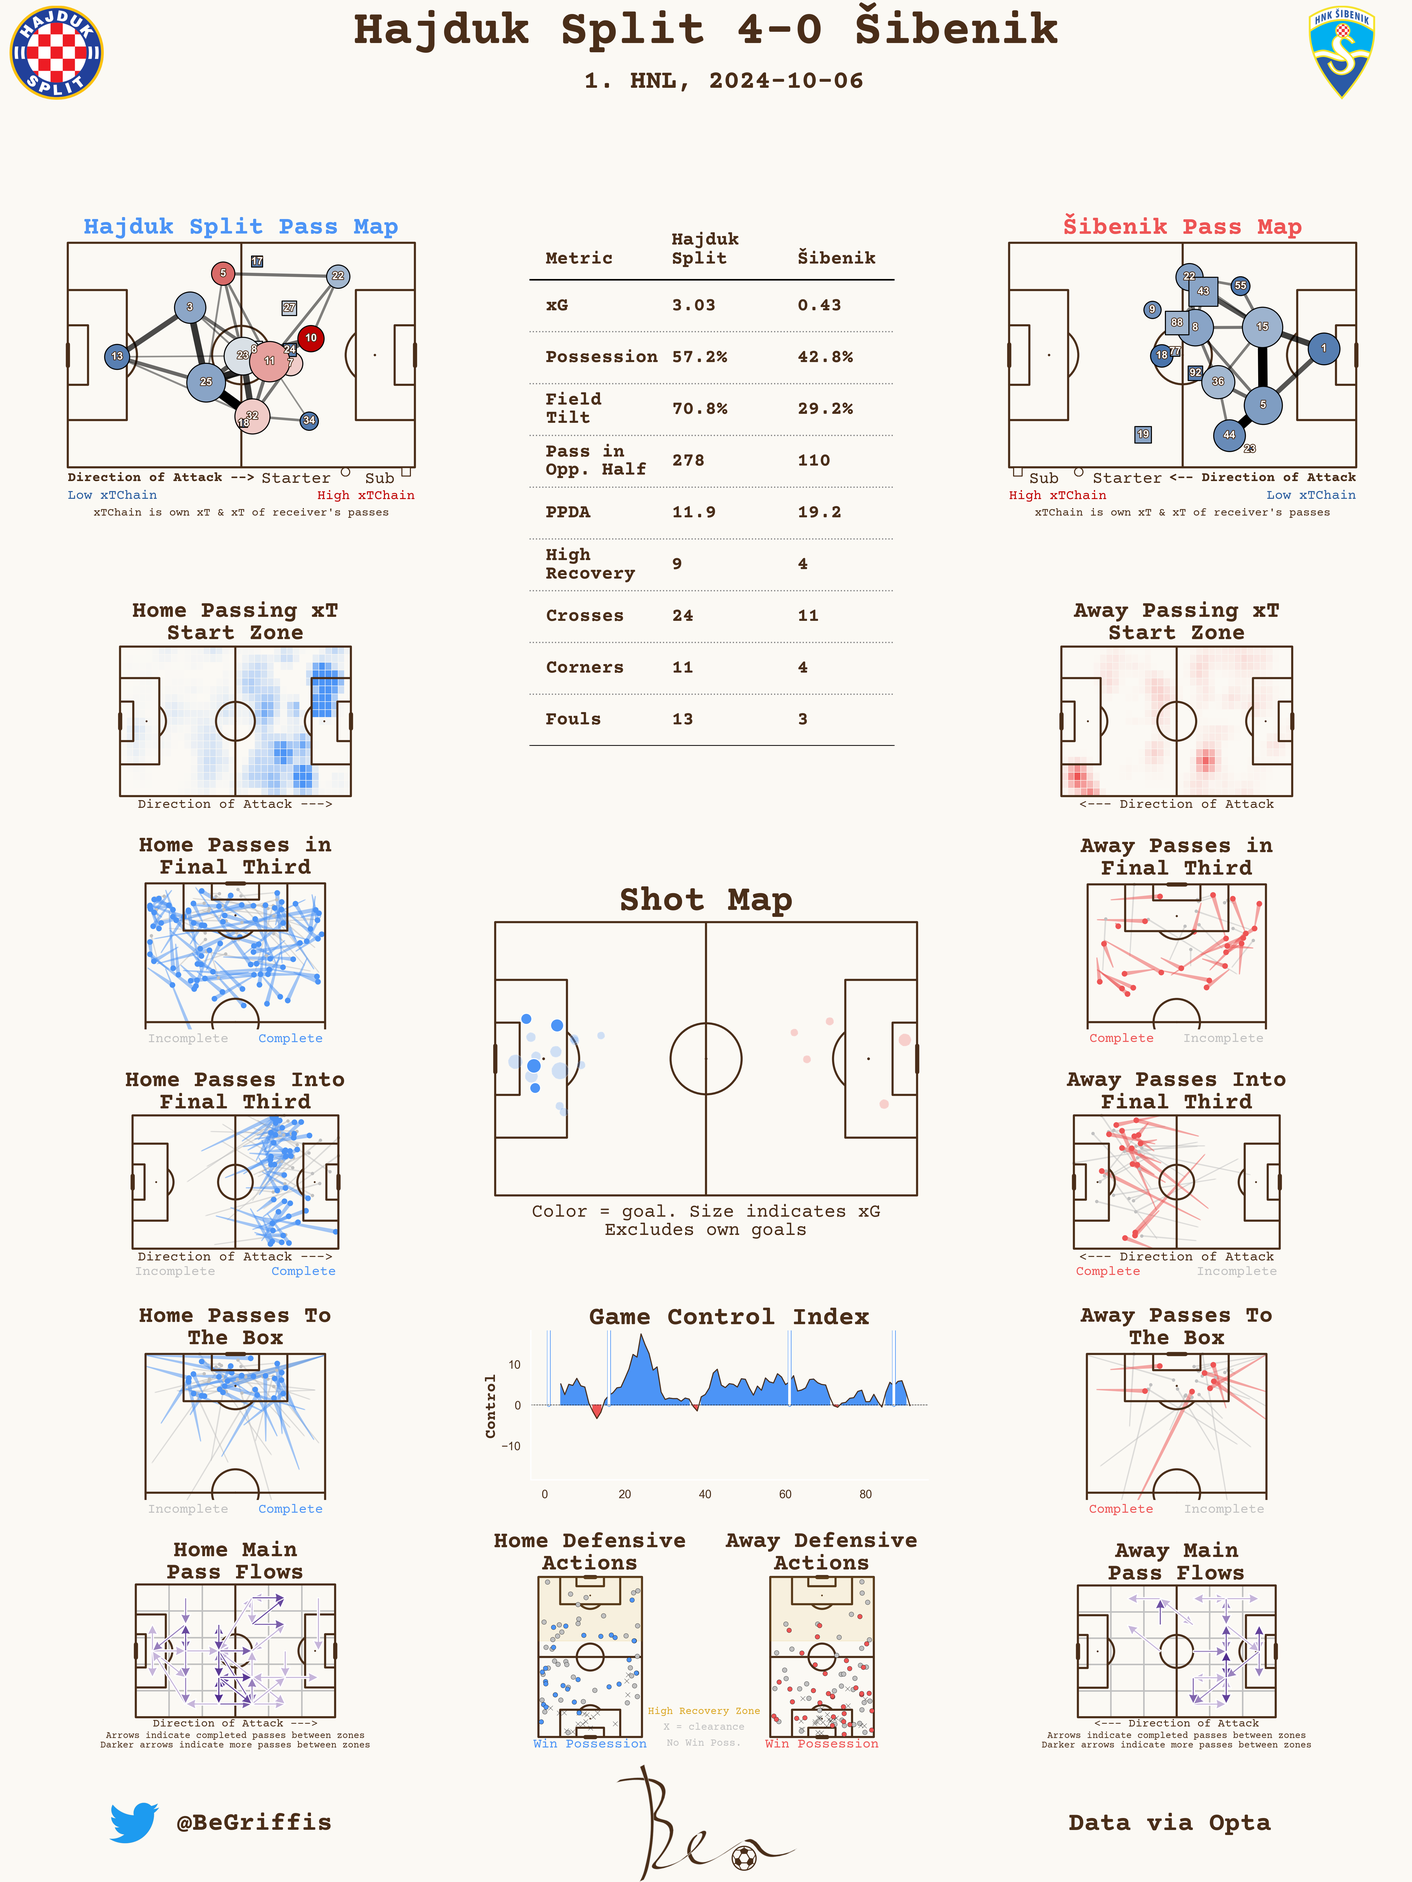 HAJDUK
SPLIT
Hajduk Split 4-0 Šibenik
1. HNL, 2024-10-06
HNK ŠIBENIK
Hajduk Split Pass Map
5
17
22
3
27
10
13
23
8
24
11
7
25
32
18
34
Direction of Attack --> Starter Sub
Low xTChain High xTChain
xTChain is own xT & xT of receiver's passes
Metric Hajduk Split Šibenik
xG 3.03 0.43
Possession 57.2% 42.8%
Field Tilt 70.8% 29.2%
Pass in Opp. Half 278 110
PPDA 11.9 19.2
High Recovery 9 4
Crosses 24 11
Corners 11 4
Fouls 13 3
Šibenik Pass Map
22
43
55
9
88
8
15
18
77
1
92
36
5
19
44
23
Sub Starter <-- Direction of Attack
High xTChain Low xTChain
xTChain is own xT & xT of receiver's passes
Home Passing xT
Start Zone
Direction of Attack --->
Away Passing xT
Start Zone
<--- Direction of Attack
Home Passes in
Final Third
Incomplete Complete
Away Passes in
Final Third
Complete Incomplete
Shot Map
Color = goal. Size indicates xG
Excludes own goals
Home Passes Into
Final Third
Direction of Attack --->
Incomplete Complete
Away Passes Into
Final Third
<--- Direction of Attack
Complete Incomplete
Home Passes To
The Box
Incomplete Complete
Game Control Index
Control
10
0
−10
0 20 40 60 80
Away Passes To
The Box
Complete Incomplete
Home Main
Pass Flows
Direction of Attack --->
Arrows indicate completed passes between zones
Darker arrows indicate more passes between zones
Home Defensive
Actions
Win Possession
High Recovery Zone
X = clearance
No Win Poss.
Away Defensive
Actions
Win Possession
Away Main
Pass Flows
<--- Direction of Attack
Arrows indicate completed passes between zones
Darker arrows indicate more passes between zones
@BeGriffis
Ben
Data via Opta